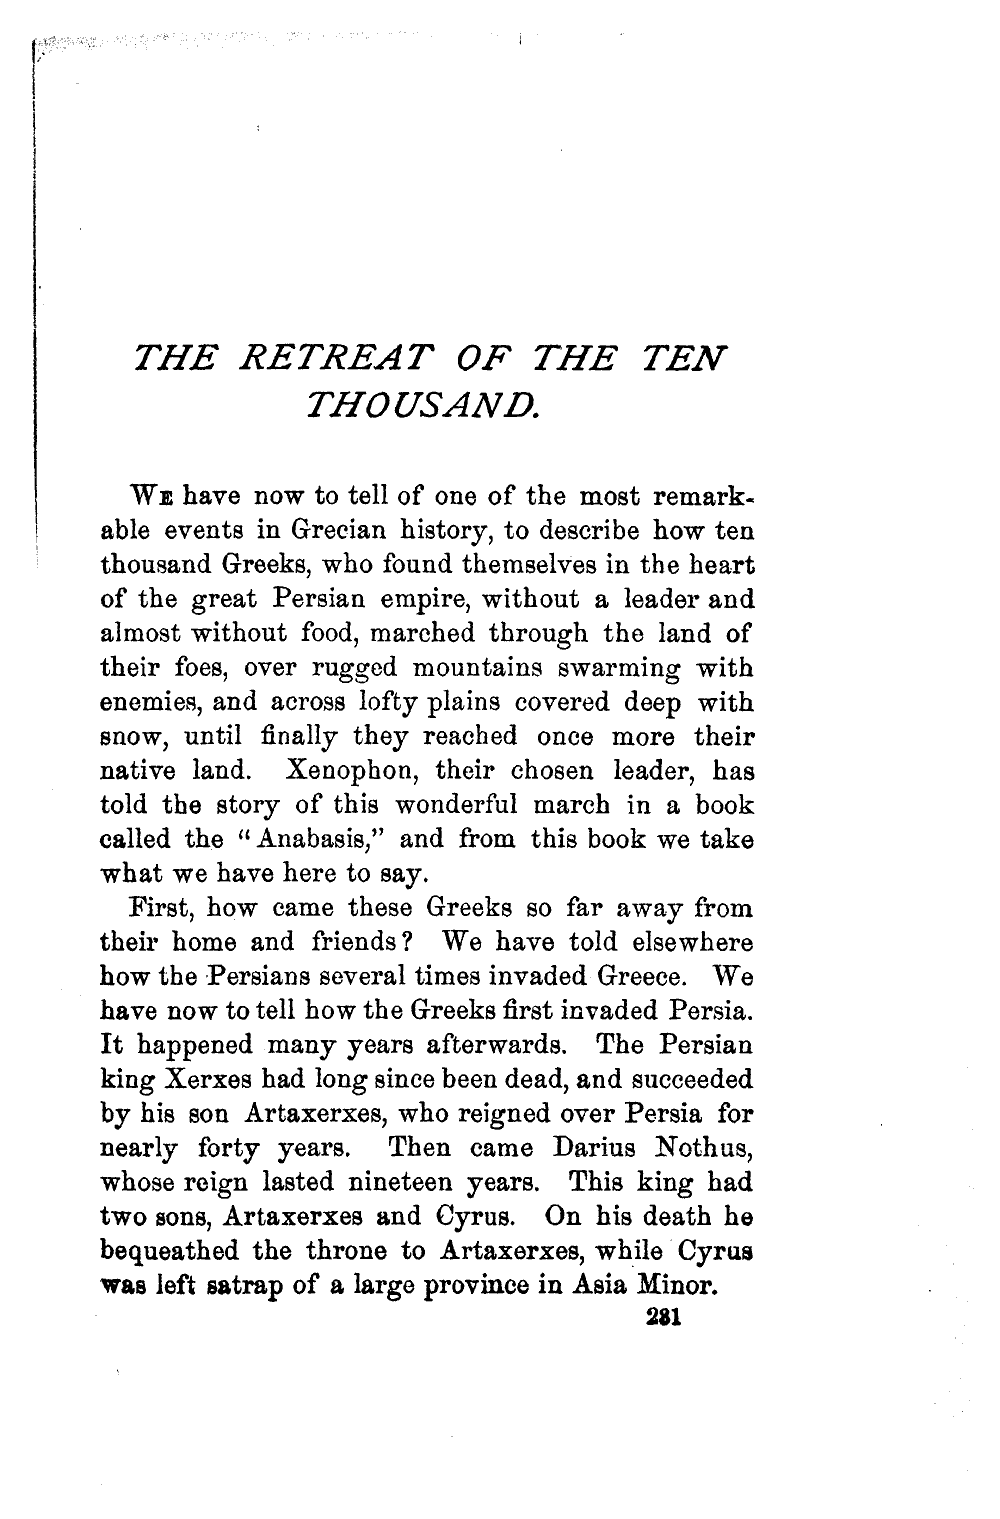 THE RETREAT OF THE TEN
THOUSAND.
WE have now to tell of one of the most remark-
able events in Grecian history, to describe how ten
thousand Greeks, who found themselves in the heart
of the great Persian empire, without a leader and
almost without food, marched through the land of
their foes, over rugged mountains swarming with
enemies, and across lofty plains covered deep with
snow, until finally they reached once more their
native land. Xenophon, their chosen leader, has
told the story of this wonderful march in a book
called the “Anabasis,” and from this book we take
what we have here to say.
First, how came these Greeks so far away from
their home and friends? We have told elsewhere
how the Persians several times invaded Greece. We
have now to tell how the Greeks first invaded Persia.
It happened many years afterwards. The Persian
king Xerxes had long since been dead, and succeeded
by his son Artaxerxes, who reigned over Persia for
nearly forty years. Then came Darius Nothus,
whose reign lasted nineteen years. This king had
two sons, Artaxerxes and Cyrus. On his death he
bequeathed the throne to Artaxerxes, while Cyrus
was left satrap of a large province in Asia Minor.
281